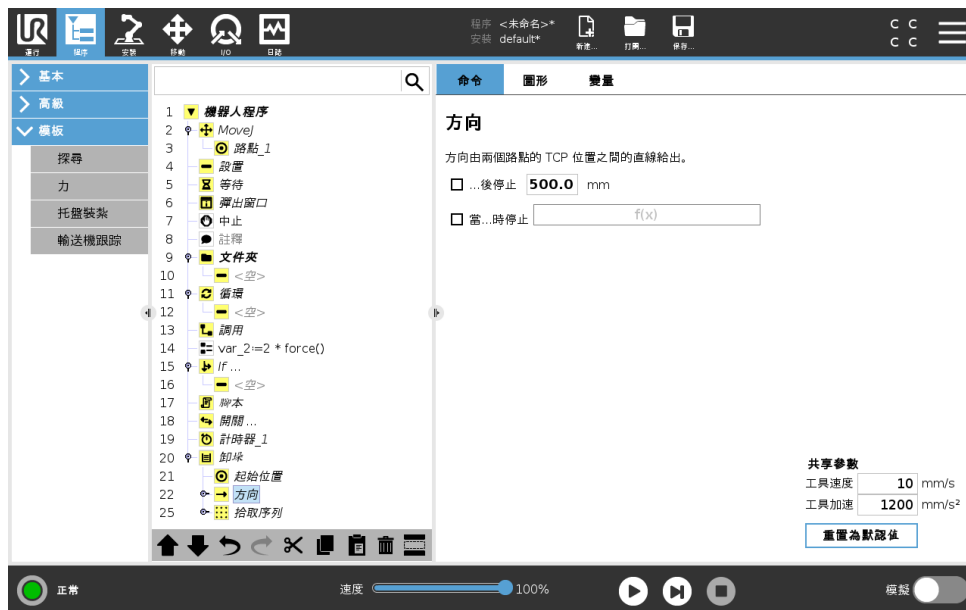 運行
程序
安裝
移動
I/O
日誌
程序 <未命名>*
安裝 default*
新建...
打開...
保存...
C C
C C
基本
高級
模板
探尋
力
托盤裝紮
輸送機跟踪
1 機器人程序
2 MoveJ
3 路點_1
4 設置
5 等待
6 彈出窗口
7 中止
8 註釋
9 文件夾
10 <空>
11 循環
12 <空>
13 調用
14 var_2≔2 * force()
15 If ...
16 <空>
17 腳本
18 開關 ...
19 計時器_1
20 卸垛
21 起始位置
22 方向
25 拾取序列
命令
圖形
變量
方向
方向由兩個路點的 TCP 位置之間的直線給出。
...後停止 500.0 mm
當...時停止 f(x)
共享參數
工具速度 10 mm/s
工具加速 1200 mm/s²
重置為默認值
正常
速度 100%
模擬